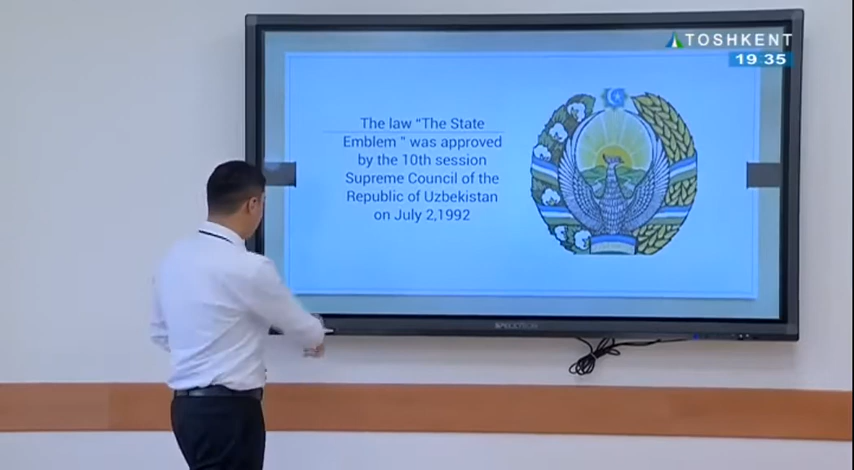 TOSHKENT
19 35
The law “The State
Emblem " was approved
by the 10th session
Supreme Council of the
Republic of Uzbekistan
on July 2,1992